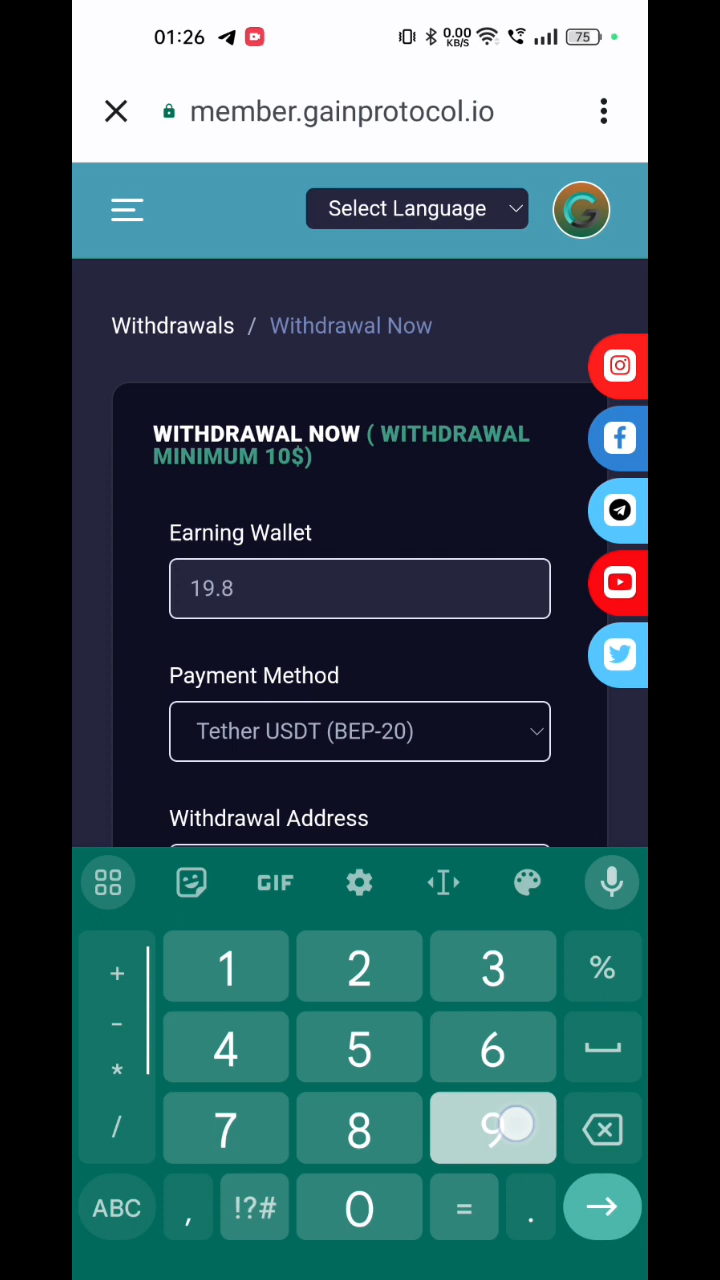 01:26
0.00
KB/S
75
member.gainprotocol.io
Select Language
Withdrawals / Withdrawal Now
WITHDRAWAL NOW ( WITHDRAWAL
MINIMUM 10$)
Earning Wallet
19.8
Payment Method
Tether USDT (BEP-20)
Withdrawal Address
GIF
+ 1 2 3 %
-
4 5 6
*
/ 7 8 9
ABC , !?# 0 = .